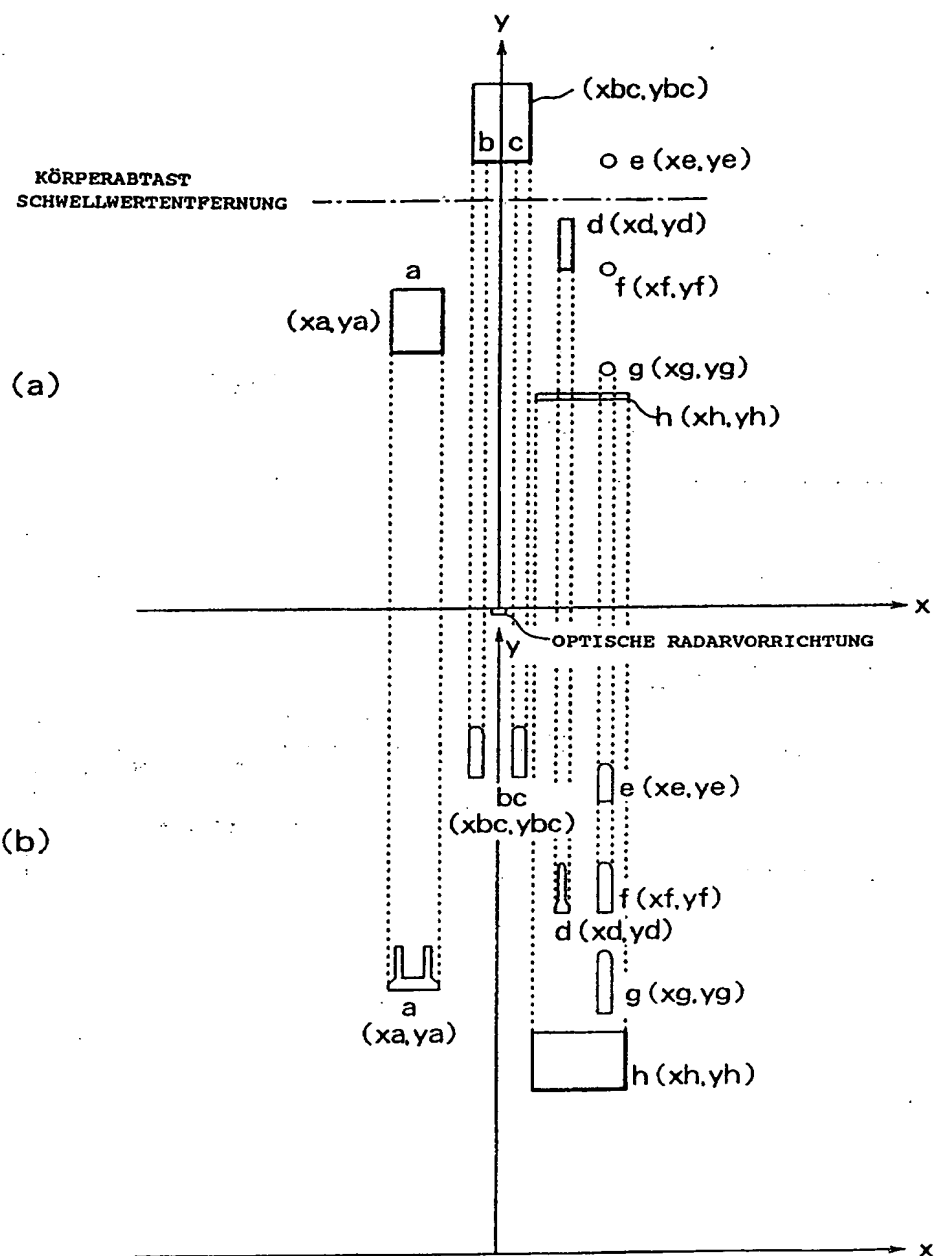 y
(xbc,ybc)
b c
e (xe,ye)
KÖRPERABTAST
SCHWELLWERTENTFERNUNG
d (xd,yd)
a
f (xf,yf)
(xa,ya)
g (xg,yg)
(a)
h (xh,yh)
x
OPTISCHE RADARVORRICHTUNG
y
e (xe,ye)
bc
(xbc,ybc)
(b)
f (xf,yf)
d (xd,yd)
g (xg,yg)
a
(xa,ya)
h (xh,yh)
x